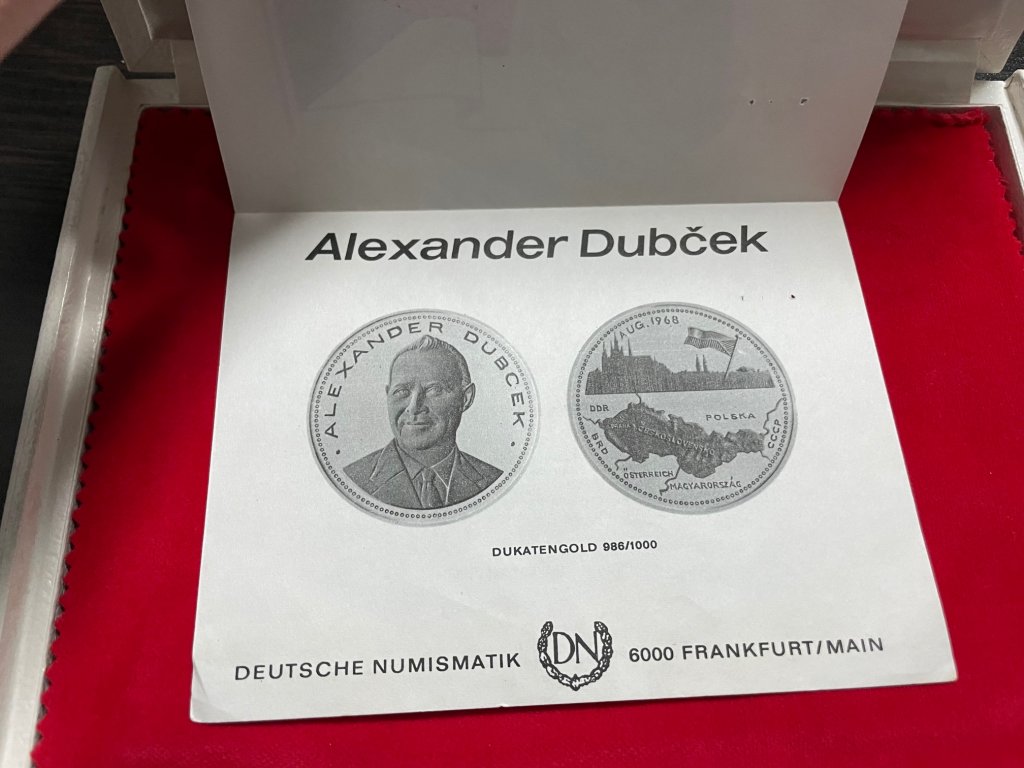 Alexander Dubček
ALEXANDER DUBCEK
AUG. 1968
DDR
POLSKA
BRD
CCCP
ÖSTERREICH
MAGYARORSZÁG
DUKATENGOLD 986/1000
DEUTSCHE NUMISMATIK DN 6000 FRANKFURT/MAIN